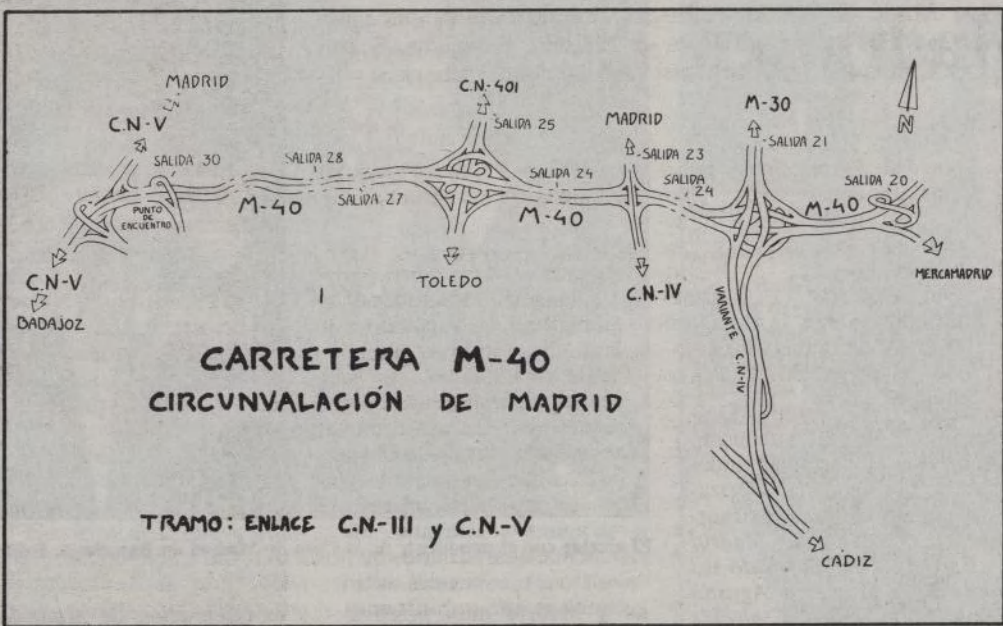 MADRID
C.N-V
SALIDA 30
SALIDA 28
M-40
SALIDA 27
PUNTO
DE
ENCUENTRO
C.N-V
BADAJOZ
C.N-401
SALIDA 25
TOLEDO
SALIDA 24
M-40
MADRID
SALIDA 23
C.N-IV
SALIDA
24
M-30
SALIDA 21
N
SALIDA 20
M-40
MERCAMADRID
VARIANTE C.N-IV
CÁDIZ
CARRETERA M-40
CIRCUNVALACIÓN DE MADRID
TRAMO: ENLACE C.N.-III y C.N.-V